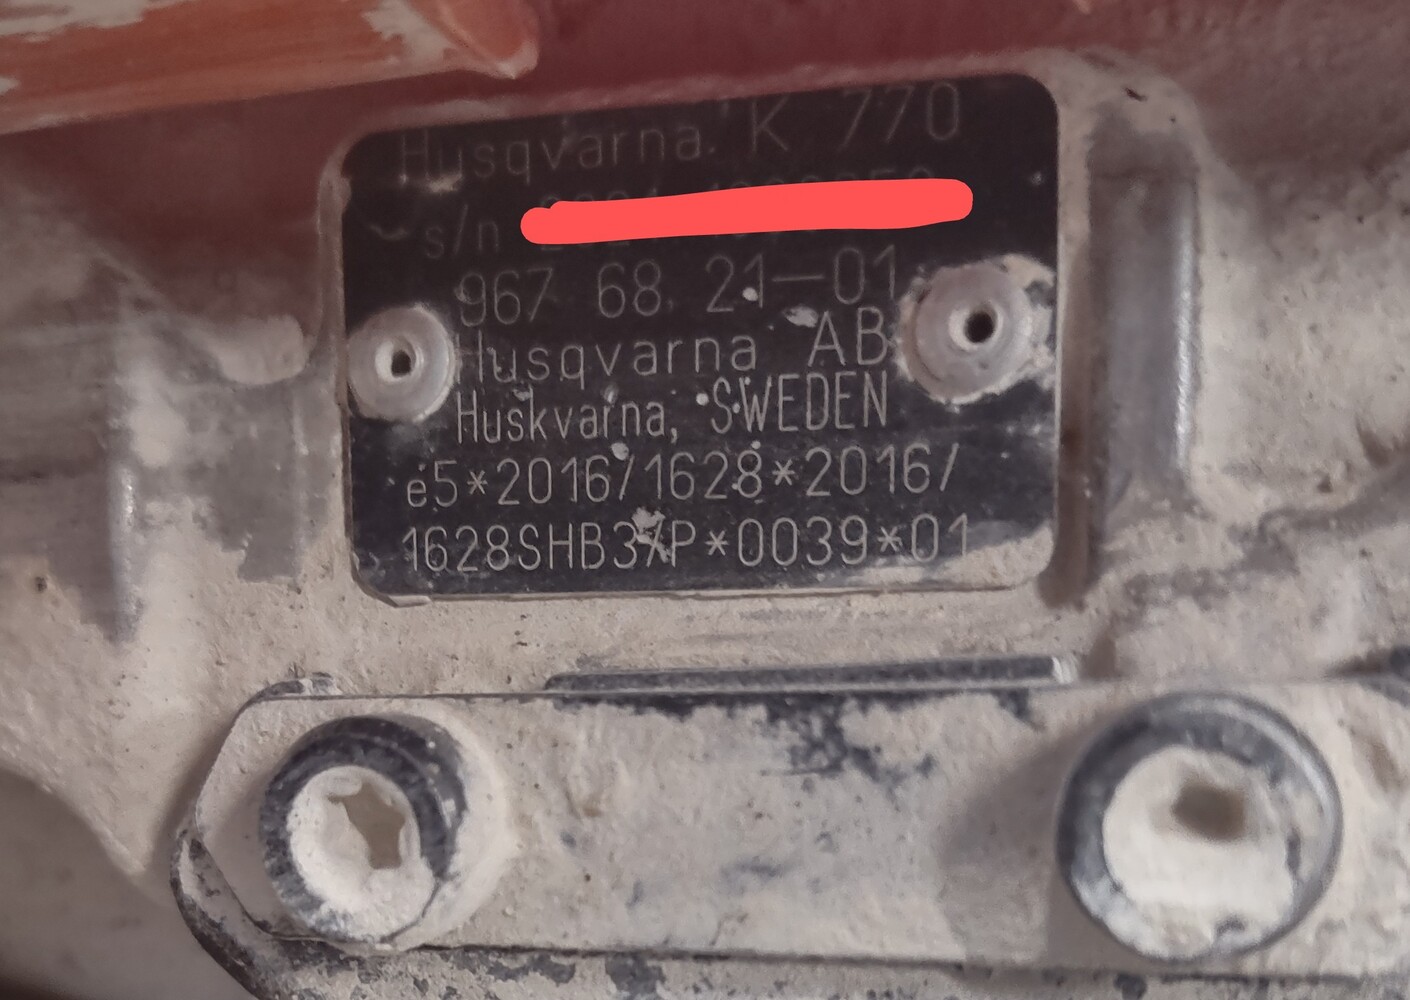 Husqvarna K 770
s/n
967 68 21-01
Husqvarna AB
Huskvarna, SWEDEN
e5*2016/1628*2016/
1628SHB3/P*0039*01